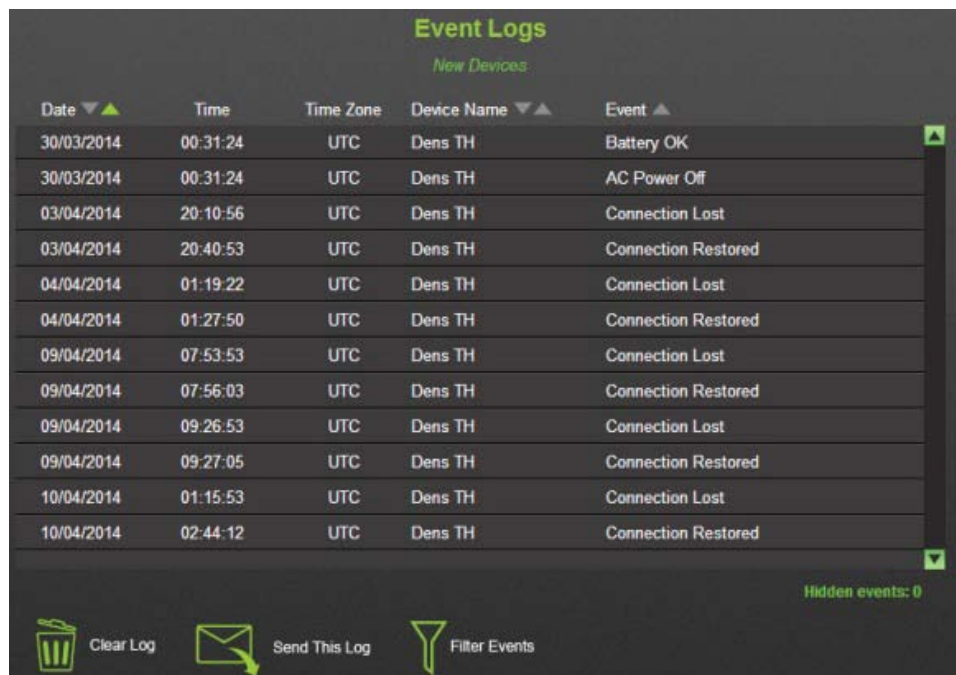 Event Logs
New Devices
Date Time Time Zone Device Name Event
30/03/2014 00:31:24 UTC Dens TH Battery OK
30/03/2014 00:31:24 UTC Dens TH AC Power Off
03/04/2014 20:10:56 UTC Dens TH Connection Lost
03/04/2014 20:40:53 UTC Dens TH Connection Restored
04/04/2014 01:19:22 UTC Dens TH Connection Lost
04/04/2014 01:27:50 UTC Dens TH Connection Restored
09/04/2014 07:53:53 UTC Dens TH Connection Lost
09/04/2014 07:56:03 UTC Dens TH Connection Restored
09/04/2014 09:26:53 UTC Dens TH Connection Lost
09/04/2014 09:27:05 UTC Dens TH Connection Restored
10/04/2014 01:15:53 UTC Dens TH Connection Lost
10/04/2014 02:44:12 UTC Dens TH Connection Restored
Hidden events: 0
Clear Log Send This Log Filter Events